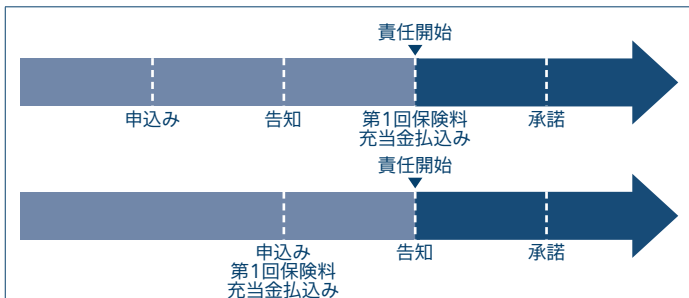 責任開始
申込み
告知
第1回保険料
充当金払込み
承諾
責任開始
申込み
第1回保険料
充当金払込み
告知
承諾